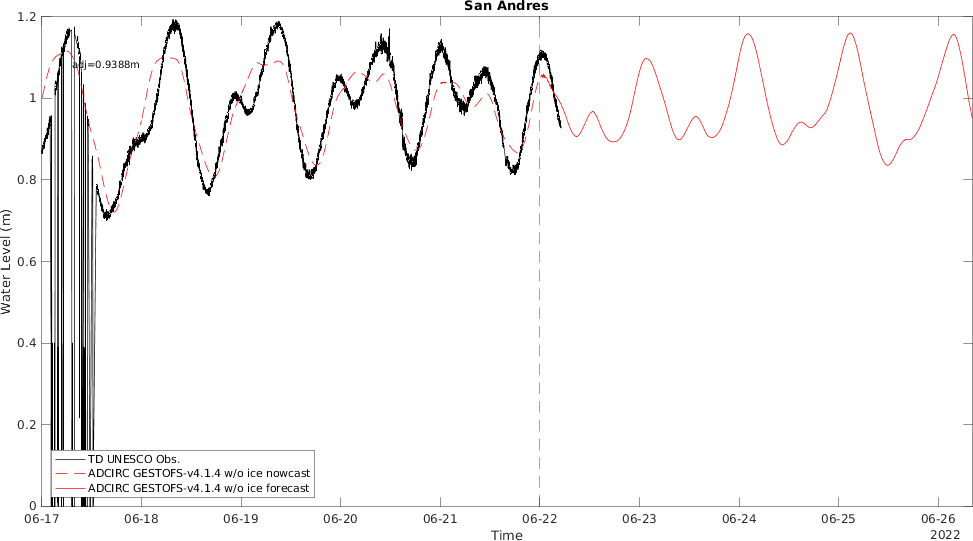 San Andres
1.2
1
0.8
0.6
0.4
0.2
0
Water Level (m)
adj=0.9388m
TD UNESCO Obs.
ADCIRC GESTOFS-v4.1.4 w/o ice nowcast
ADCIRC GESTOFS-v4.1.4 w/o ice forecast
06-17 06-18 06-19 06-20 06-21 06-22 06-23 06-24 06-25 06-26
Time
2022